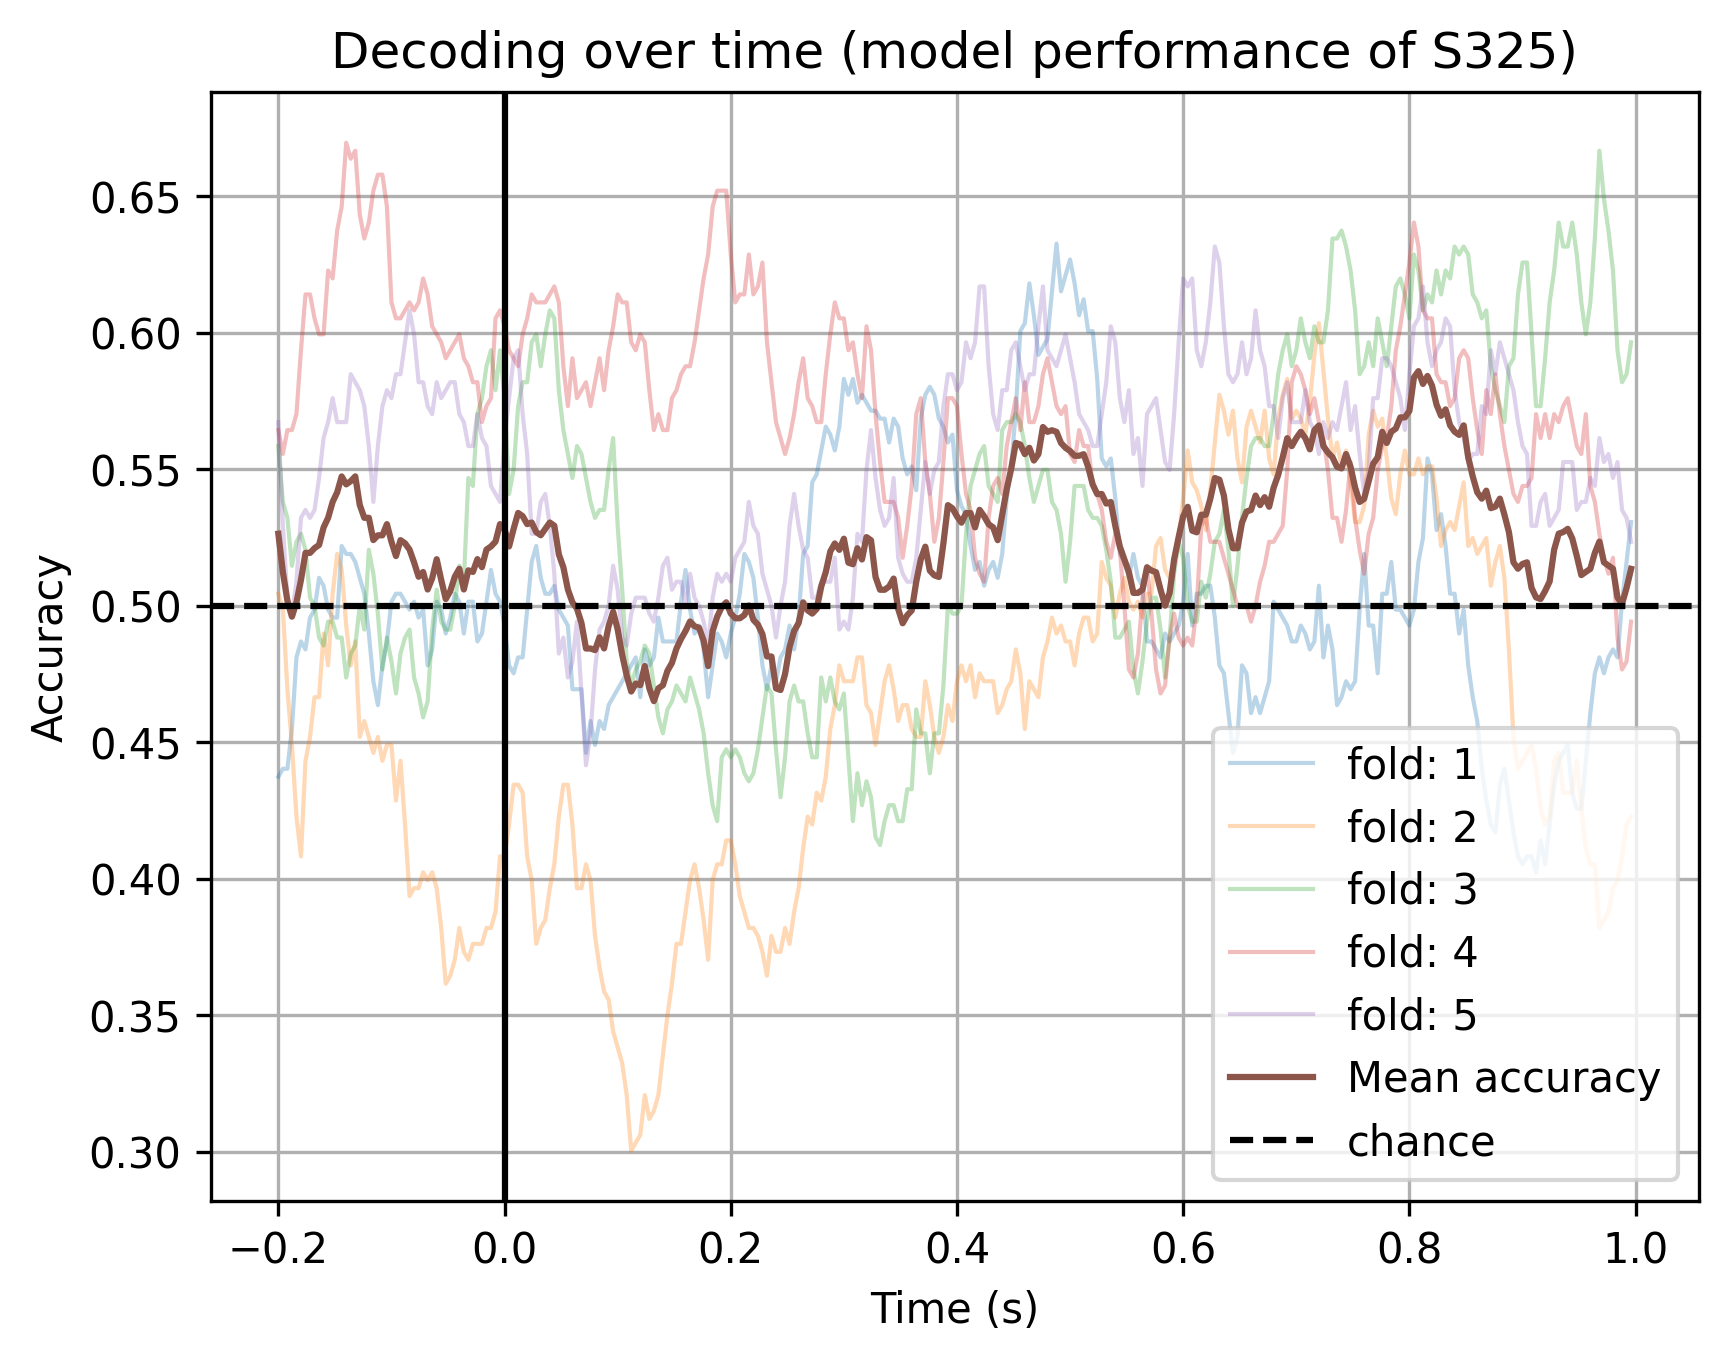 Decoding over time (model performance of S325)
Accuracy
0.65
0.60
0.55
0.50
0.45
0.40
0.35
0.30
fold: 1
fold: 2
fold: 3
fold: 4
fold: 5
Mean accuracy
chance
−0.2 0.0 0.2 0.4 0.6 0.8 1.0
Time (s)